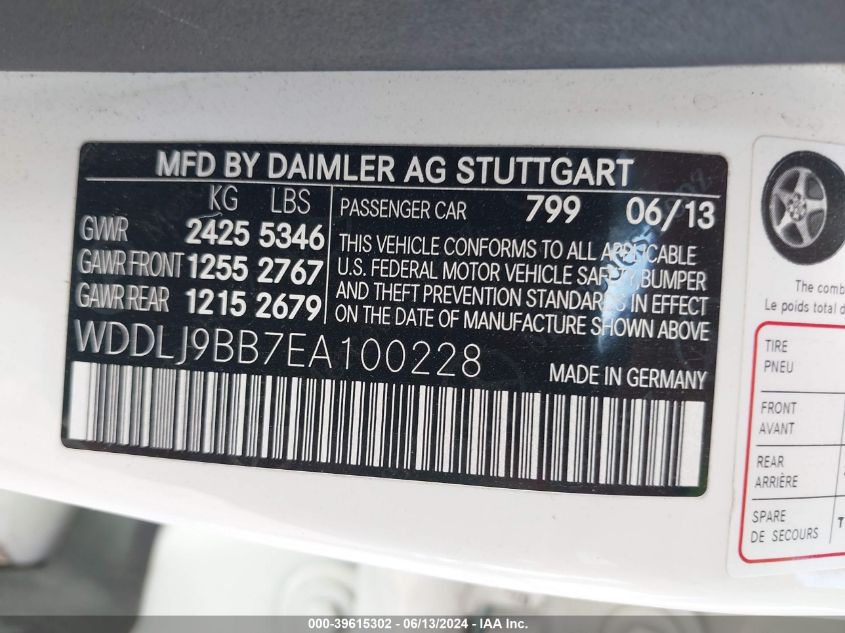 MFD BY DAIMLER AG STUTTGART
KG LBS
GVWR 2425 5346
GAWR FRONT 1255 2767
GAWR REAR 1215 2679
PASSENGER CAR 799 06/13
THIS VEHICLE CONFORMS TO ALL APPLICABLE
U.S. FEDERAL MOTOR VEHICLE SAFETY, BUMPER
AND THEFT PREVENTION STANDARDS IN EFFECT
ON THE DATE OF MANUFACTURE SHOWN ABOVE
WDDLJ9BB7EA100228
MADE IN GERMANY
The comb
Le poids total d
TIRE
PNEU
FRONT
AVANT
REAR
ARRIÈRE
SPARE
DE SECOURS
T
000-39615302 - 06/13/2024 - IAA Inc.